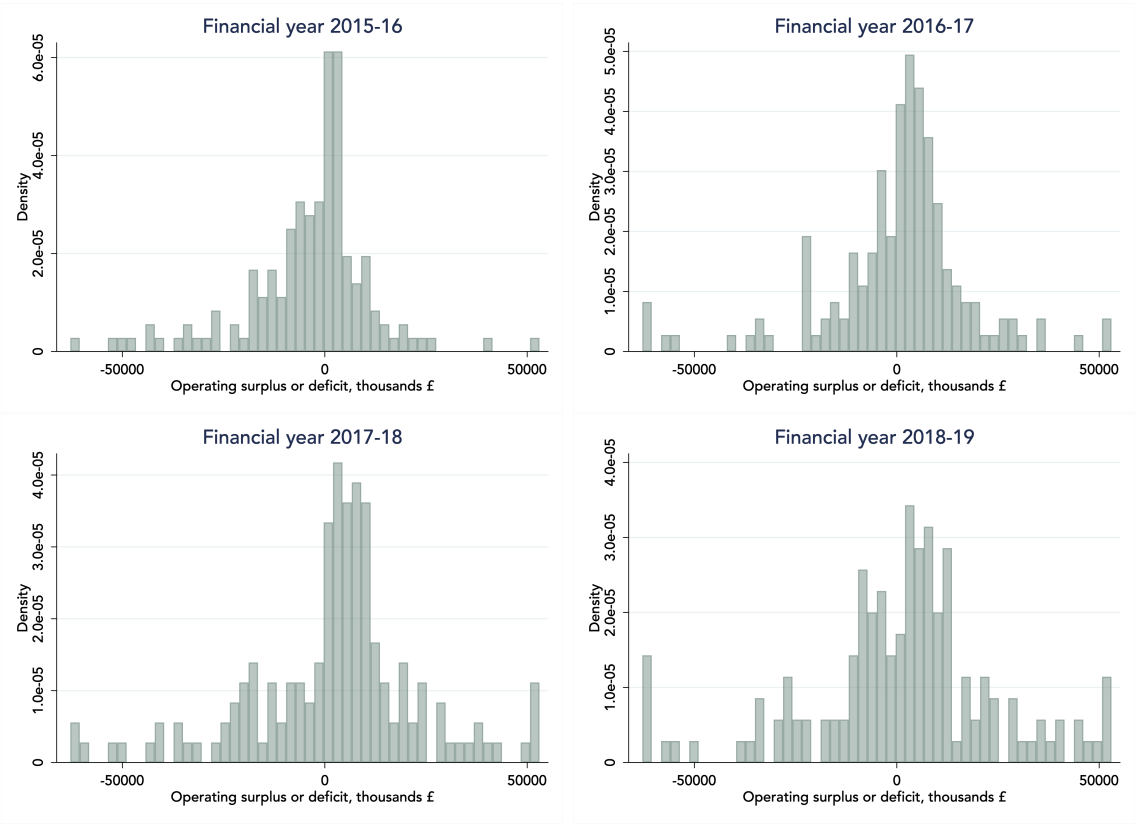 Financial year 2015-16
Density
6.0e-05
4.0e-05
2.0e-05
0
-50000 0 50000
Operating surplus or deficit, thousands £
Financial year 2016-17
Density
5.0e-05
4.0e-05
3.0e-05
2.0e-05
1.0e-05
0
-50000 0 50000
Operating surplus or deficit, thousands £
Financial year 2017-18
Density
4.0e-05
3.0e-05
2.0e-05
1.0e-05
0
-50000 0 50000
Operating surplus or deficit, thousands £
Financial year 2018-19
Density
4.0e-05
3.0e-05
2.0e-05
1.0e-05
0
-50000 0 50000
Operating surplus or deficit, thousands £